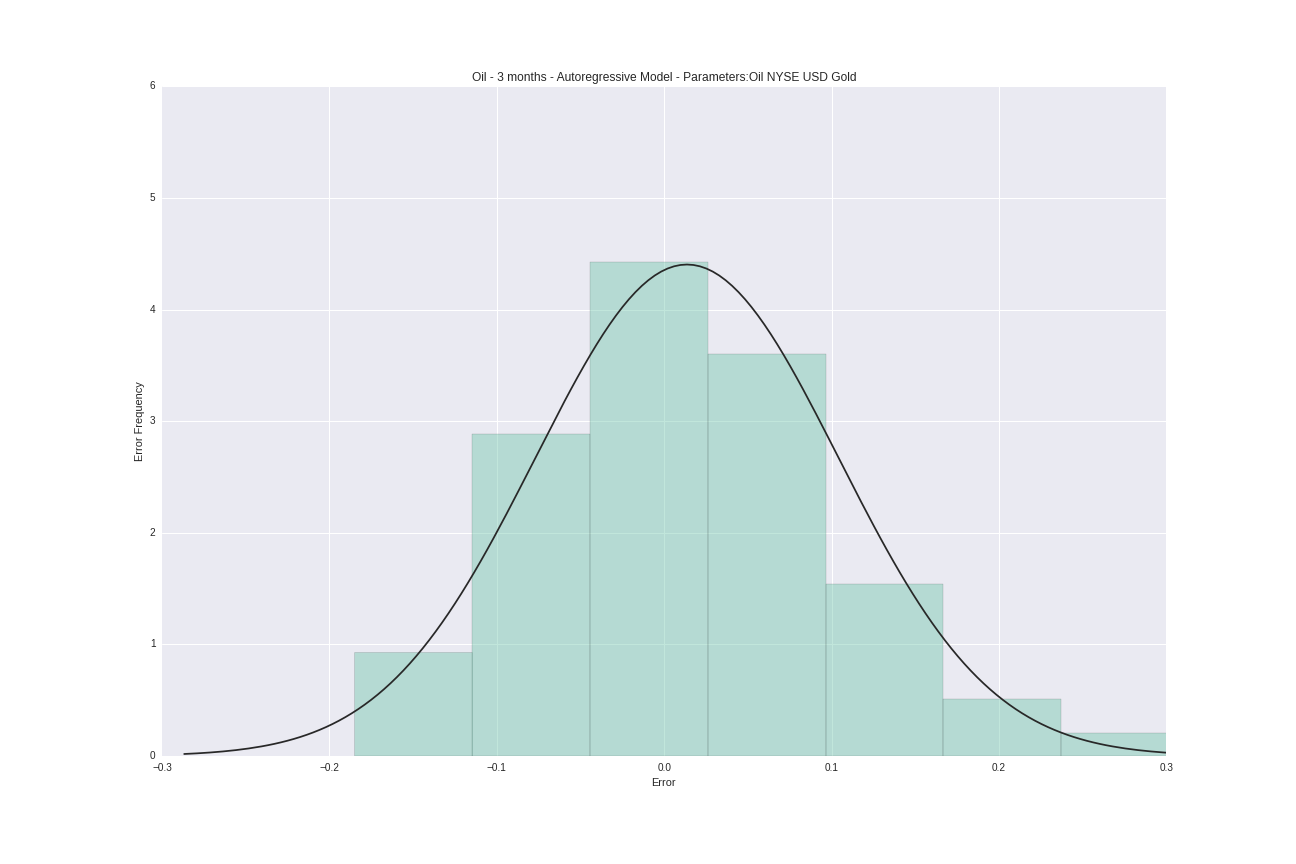 Oil - 3 months - Autoregressive Model - Parameters:Oil NYSE USD Gold
6
5
4
3
2
1
0
Error Frequency
−0.3 −0.2 −0.1 0.0 0.1 0.2 0.3
Error